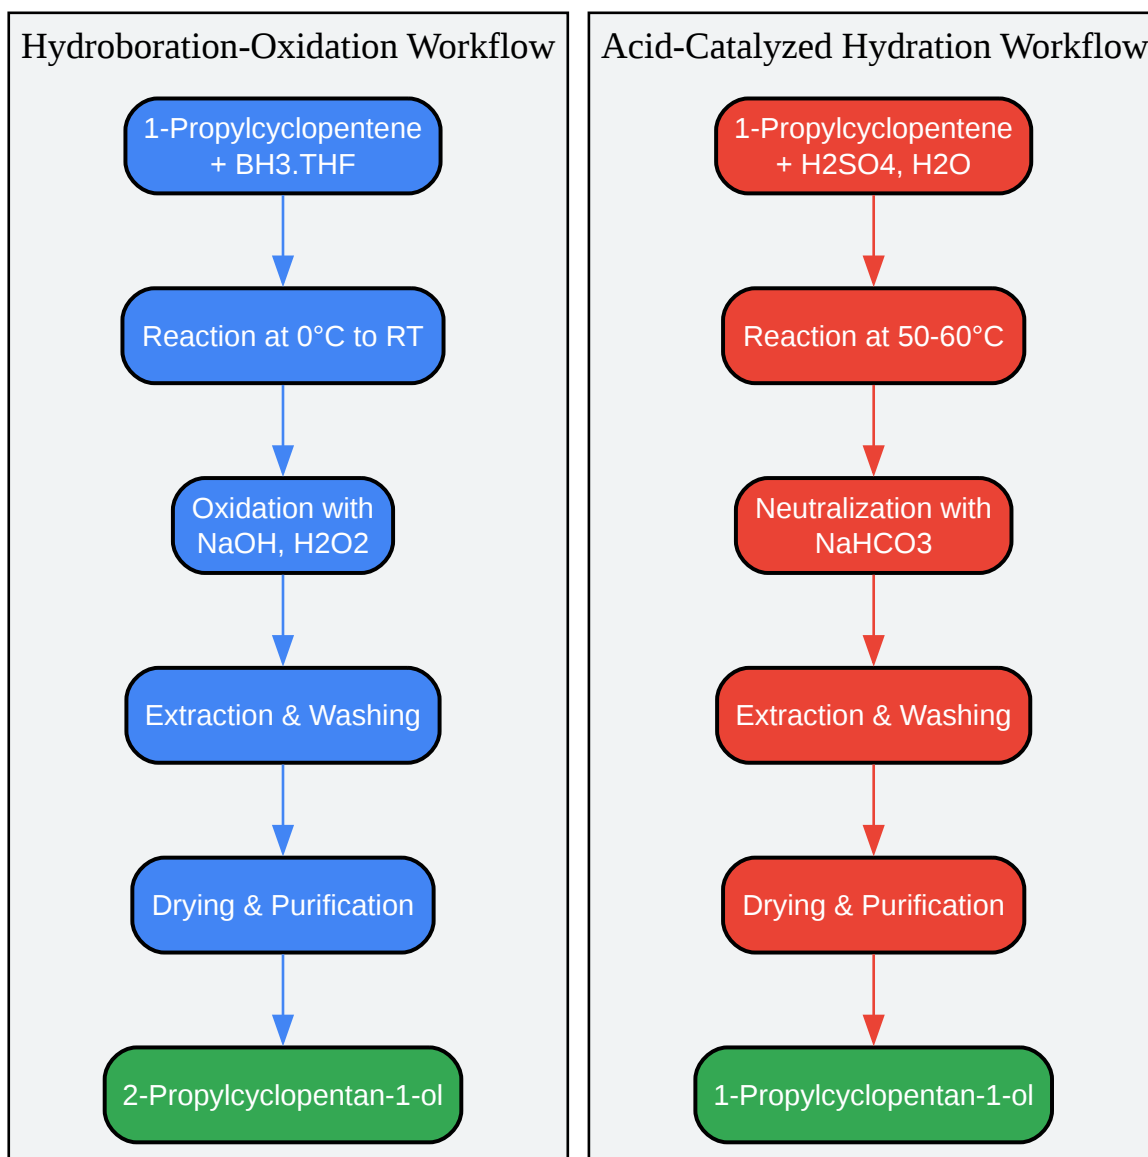 Hydroboration-Oxidation Workflow
1-Propylcyclopentene
+ BH3.THF
Reaction at 0°C to RT
Oxidation with
NaOH, H2O2
Extraction & Washing
Drying & Purification
2-Propylcyclopentan-1-ol
Acid-Catalyzed Hydration Workflow
1-Propylcyclopentene
+ H2SO4, H2O
Reaction at 50-60°C
Neutralization with
NaHCO3
Extraction & Washing
Drying & Purification
1-Propylcyclopentan-1-ol